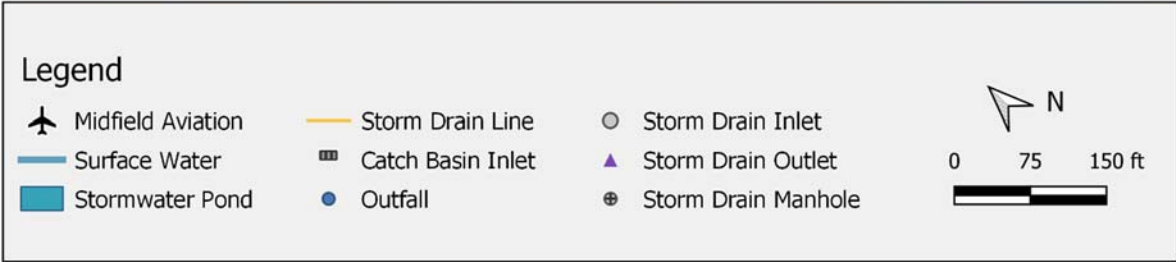 Legend
Midfield Aviation
Surface Water
Stormwater Pond
Storm Drain Line
Catch Basin Inlet
Outfall
Storm Drain Inlet
Storm Drain Outlet
Storm Drain Manhole
N
0 75 150 ft